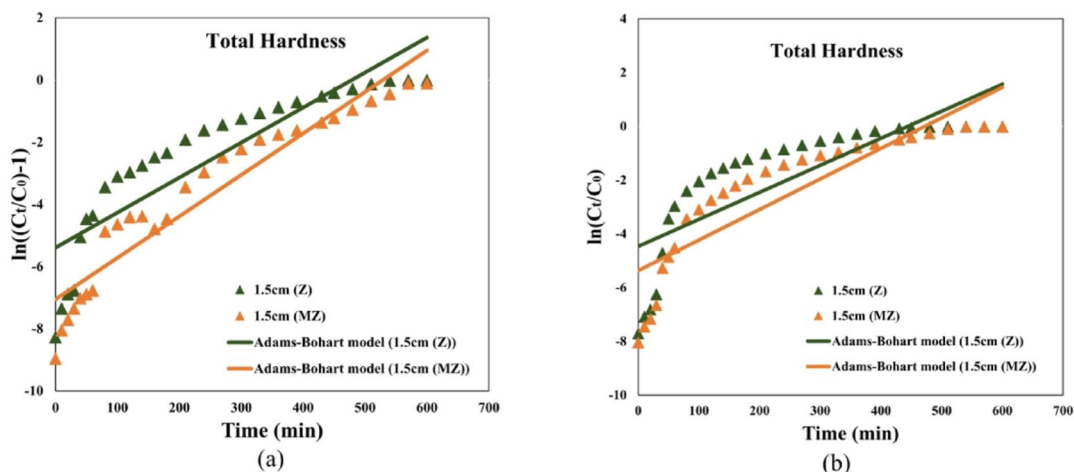 Total Hardness
ln((Ct/C0)-1)
2
0
-2
-4
-6
-8
-10
1.5cm (Z)
1.5cm (MZ)
Adams-Bohart model (1.5cm (Z))
Adams-Bohart model (1.5cm (MZ))
0 100 200 300 400 500 600 700
Time (min)
(a)
Total Hardness
ln(Ct/C0)
4
2
0
-2
-4
-6
-8
-10
1.5cm (Z)
1.5cm (MZ)
Adams-Bohart model (1.5cm (Z))
Adams-Bohart model (1.5cm (MZ))
0 100 200 300 400 500 600 700
Time (min)
(b)